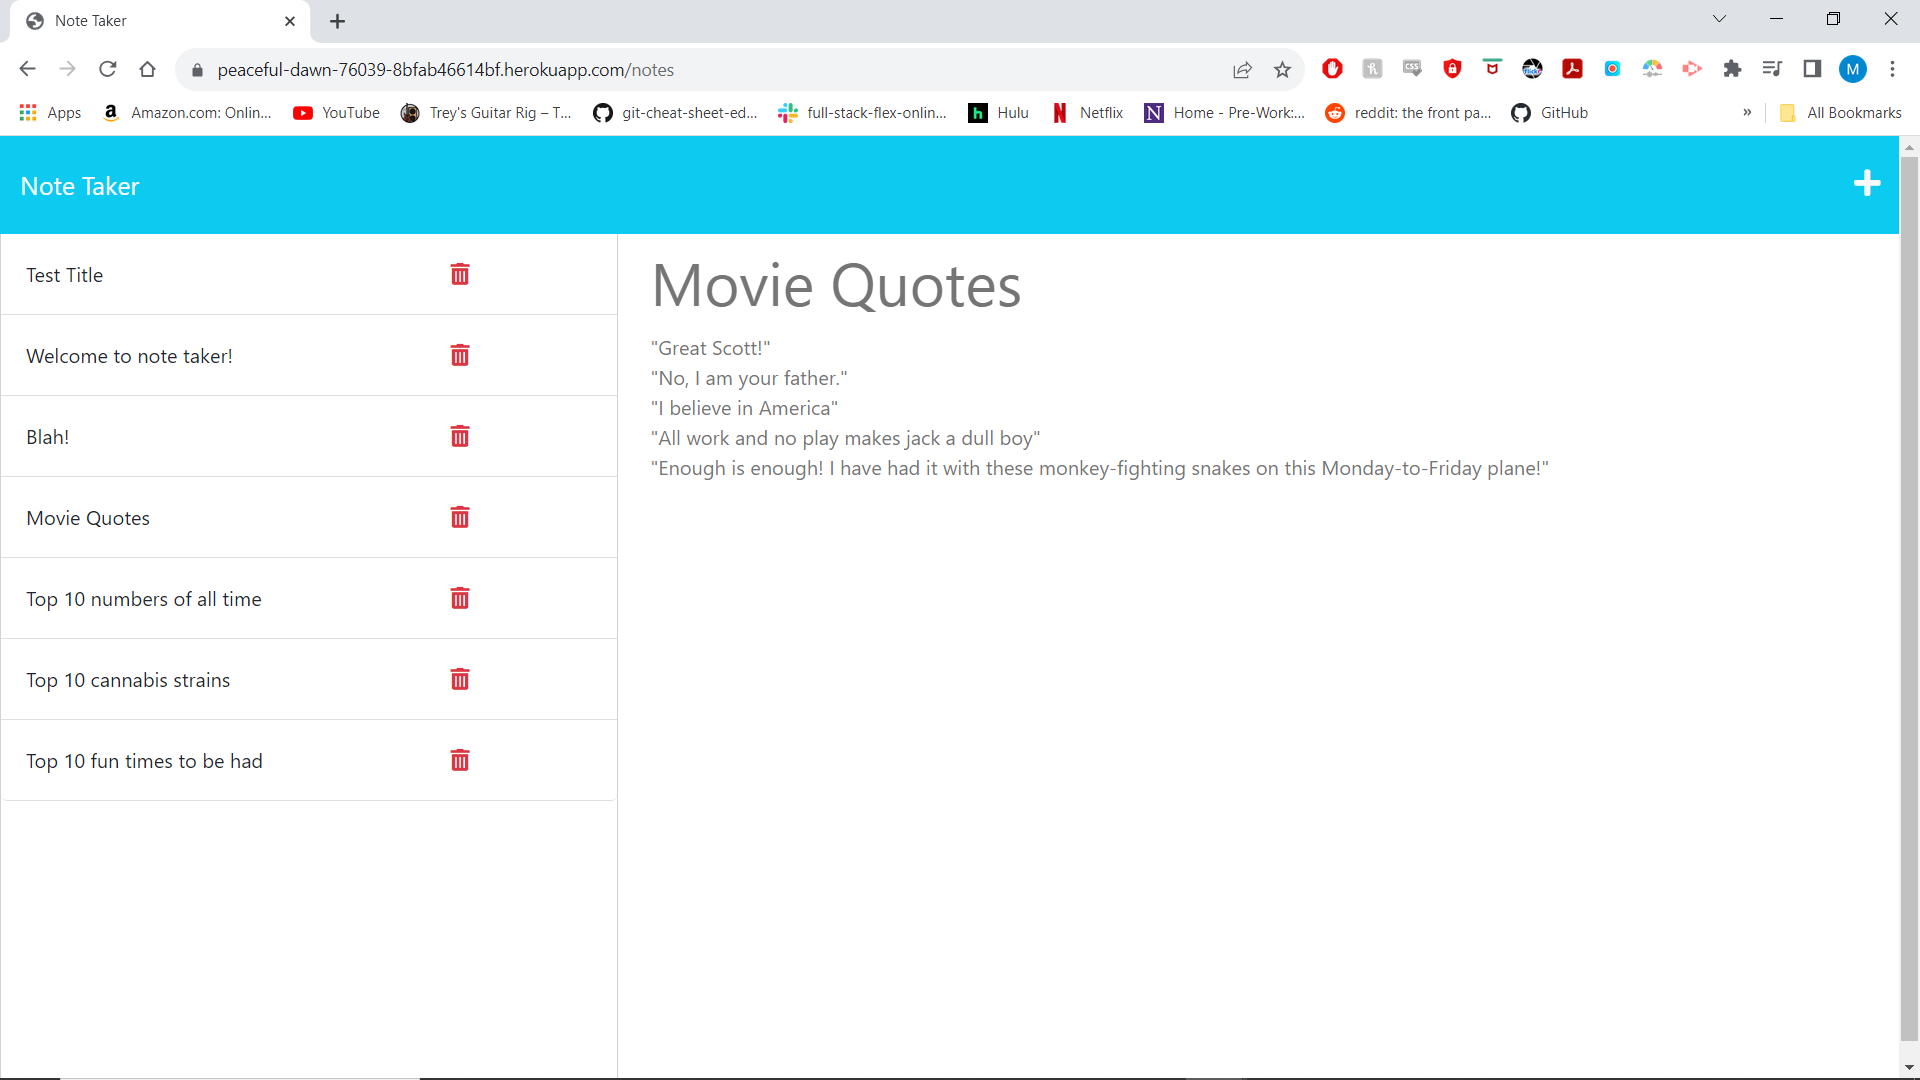 Note Taker
peaceful-dawn-76039-8bfab46614bf.herokuapp.com/notes
CSS
flickr
M
Apps
Amazon.com: Onlin...
YouTube
Trey's Guitar Rig – T...
git-cheat-sheet-ed...
full-stack-flex-onlin...
Hulu
Netflix
Home - Pre-Work:...
reddit: the front pa...
GitHub
»
All Bookmarks
Note Taker
Test Title
Welcome to note taker!
Blah!
Movie Quotes
Top 10 numbers of all time
Top 10 cannabis strains
Top 10 fun times to be had
Movie Quotes
"Great Scott!"
"No, I am your father."
"I believe in America"
"All work and no play makes jack a dull boy"
"Enough is enough! I have had it with these monkey-fighting snakes on this Monday-to-Friday plane!"